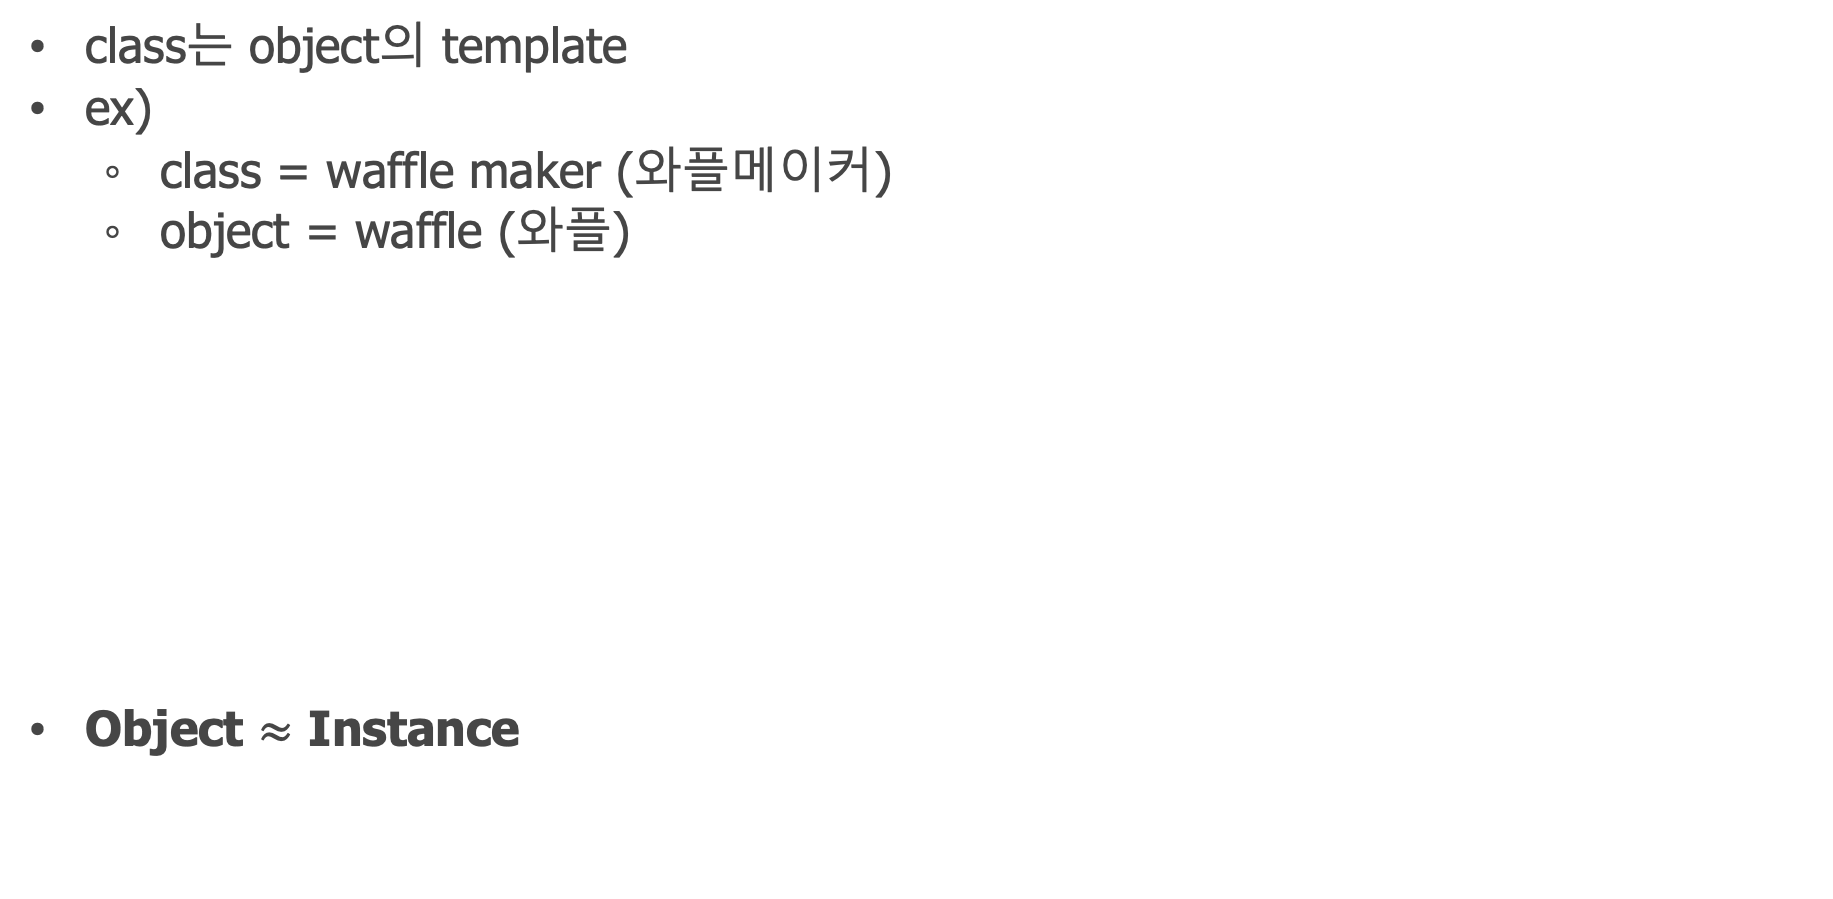 • class는 object의 template
• ex)
◦ class = waffle maker (와플메이커)
◦ object = waffle (와플)
• Object ≈ Instance